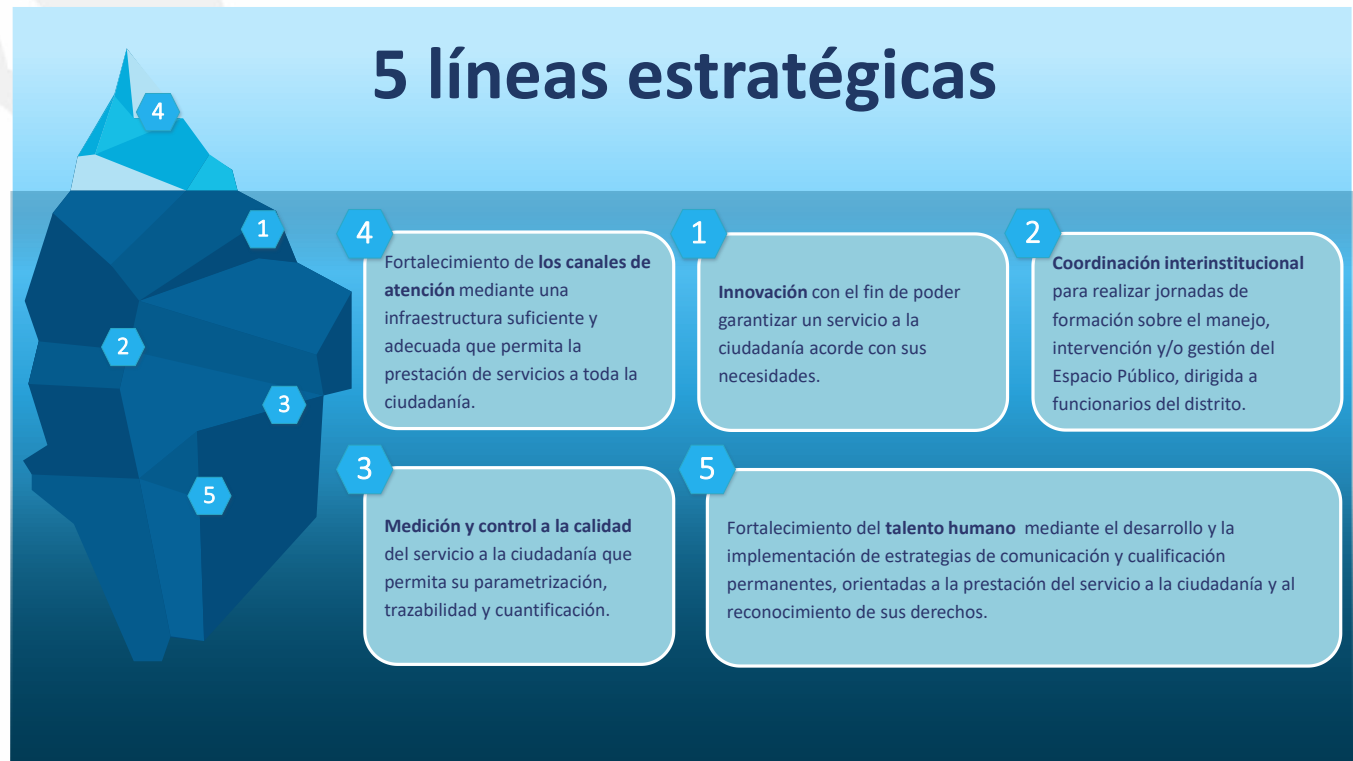 5 líneas estratégicas
4
1
2
3
5
4
Fortalecimiento de los canales de
atención mediante una
infraestructura suficiente y
adecuada que permita la
prestación de servicios a toda la
ciudadanía.
1
Innovación con el fin de poder
garantizar un servicio a la
ciudadanía acorde con sus
necesidades.
2
Coordinación interinstitucional
para realizar jornadas de
formación sobre el manejo,
intervención y/o gestión del
Espacio Público, dirigida a
funcionarios del distrito.
3
Medición y control a la calidad
del servicio a la ciudadanía que
permita su parametrización,
trazabilidad y cuantificación.
5
Fortalecimiento del talento humano mediante el desarrollo y la
implementación de estrategias de comunicación y cualificación
permanentes, orientadas a la prestación del servicio a la ciudadanía y al
reconocimiento de sus derechos.